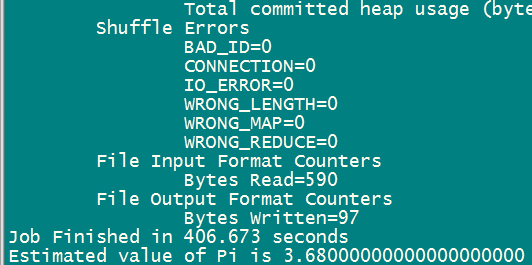 Total committed heap usage (byte
Shuffle Errors
BAD_ID=0
CONNECTION=0
IO_ERROR=0
WRONG_LENGTH=0
WRONG_MAP=0
WRONG_REDUCE=0
File Input Format Counters
Bytes Read=590
File Output Format Counters
Bytes Written=97
Job Finished in 406.673 seconds
Estimated value of Pi is 3.68000000000000000000